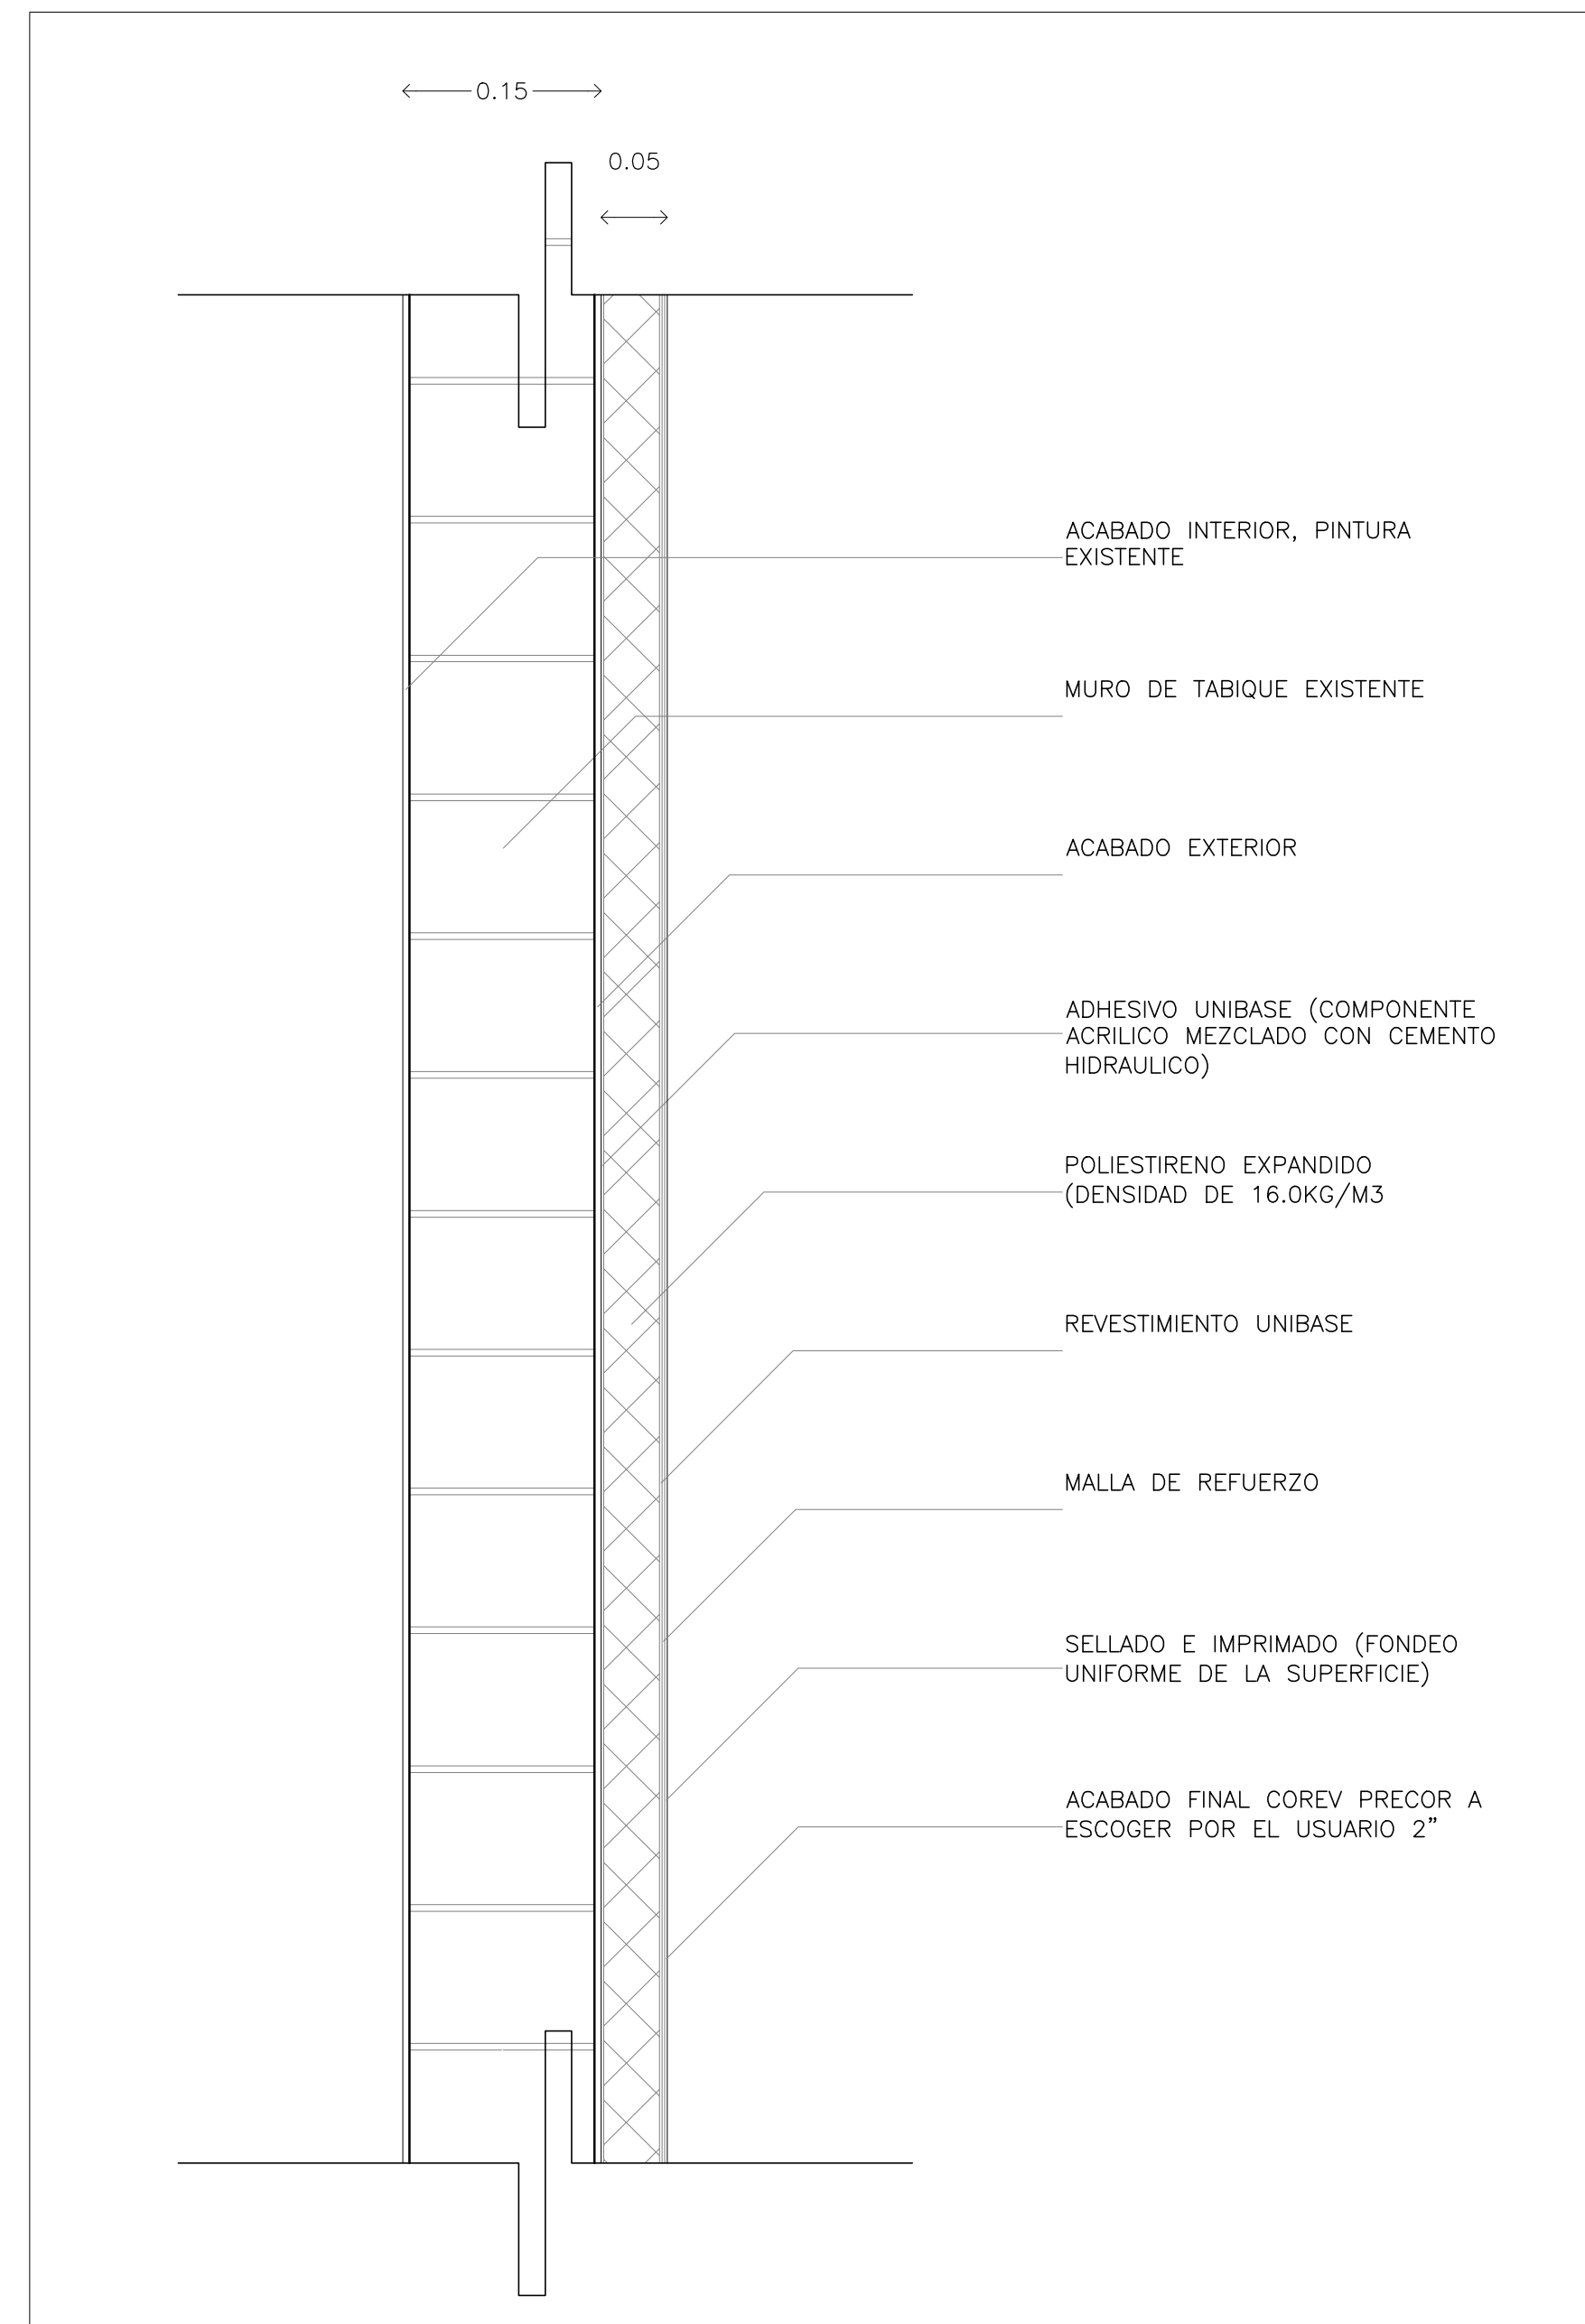 0.15
0.05
ACABADO INTERIOR, PINTURA
EXISTENTE
MURO DE TABIQUE EXISTENTE
ACABADO EXTERIOR
ADHESIVO UNIBASE (COMPONENTE
ACRILICO MEZCLADO CON CEMENTO
HIDRAULICO)
POLIESTIRENO EXPANDIDO
(DENSIDAD DE 16.0KG/M3
REVESTIMIENTO UNIBASE
MALLA DE REFUERZO
SELLADO E IMPRIMADO (FONDEO
UNIFORME DE LA SUPERFICIE)
ACABADO FINAL COREV PRECOR A
ESCOGER POR EL USUARIO 2”